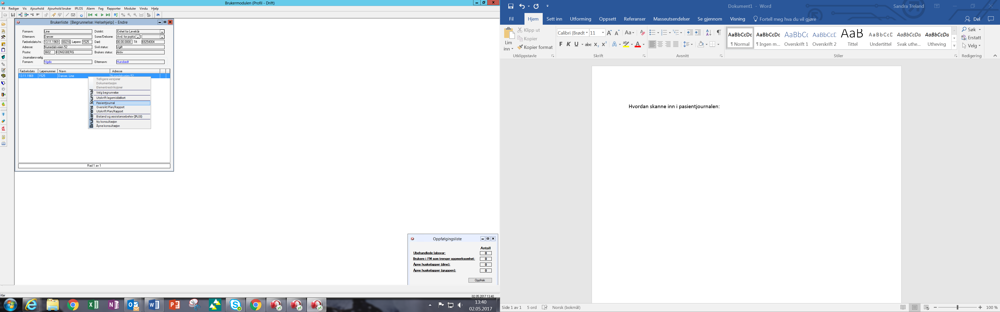 Brukermodulen (Profil - Drift)
Fil Rediger Vis Ajourhold Ajourhold bruker IPLOS Alarm Fag Rapporter Moduler Vindu Hjelp
Brukerliste [Begrunnelse: Helsehjelp] - Endre
Fornavn: Line Distrikt: Enhet for Levekår
Etternavn: Danser Sone/Delsone: Avd. for psykis
Fødselsdato/nr.: 13.11.1969 00216 Løpenr: 1525 Død: 00.00.0000 Tlf: 69254004
Adresse: Numedalsveien 52 Sivil status: Ugift
Postnr: 3602 KONGSBERG Brukers status: Aktiv
Journalansvarlig
Fornavn: Vigdis Etternavn: Hunsbedt
Fødselsdato Løpenummer Navn Adresse
13.11.1969 1525 Danser, Line Numedalsveien 52
Brukerens journal
Tidligere versjoner
Dokumentasjon
Elementrestriksjoner
Velg begrunnelse
Utskrift legemiddelkort
Pasientjournal
Oversikt Plan/Rapport
Utskrift Plan/Rapport
Bistand og assistansebehov (IPLOS)
Ny konsultasjon
Åpne konsultasjon
Rad 1 av 1
Oppfølgingsliste
Antall
Ubehandlede labsvar: 0
Brukere i FM som trenger oppmerksomhet: 0
Åpne huskelapper (dine): 0
Åpne huskelapper (gruppen): 0
Oppfrisk
Klar
02.05.2017 13:40
13:40
02.05.2017
Dokument1 - Word
Sandra Treland
Fil Hjem Sett inn Utforming Oppsett Referanser Masseutsendelser Se gjennom Visning Fortell meg hva du vil gjøre Del
Lim inn
Klipp ut
Kopier
Kopier format
Utklippstavle
Calibri (Brødt 11
F K U abc x2 x2
Skrift
Avsnitt
AaBbCcDc AaBbCcDc AaBbCc AaBbCcD AaB AaBbCcD AaBbCcDa AaBbCcDa
¶ Normal ¶ Ingen m... Overskrift 1 Overskrift 2 Tittel Undertittel Svak uthe... Utheving
Stiler
Søk
Erstatt
Velg
Redigering
Hvordan skanne inn i pasientjournalen:
Side 1 av 1 5 ord Norsk (bokmål)
100 %